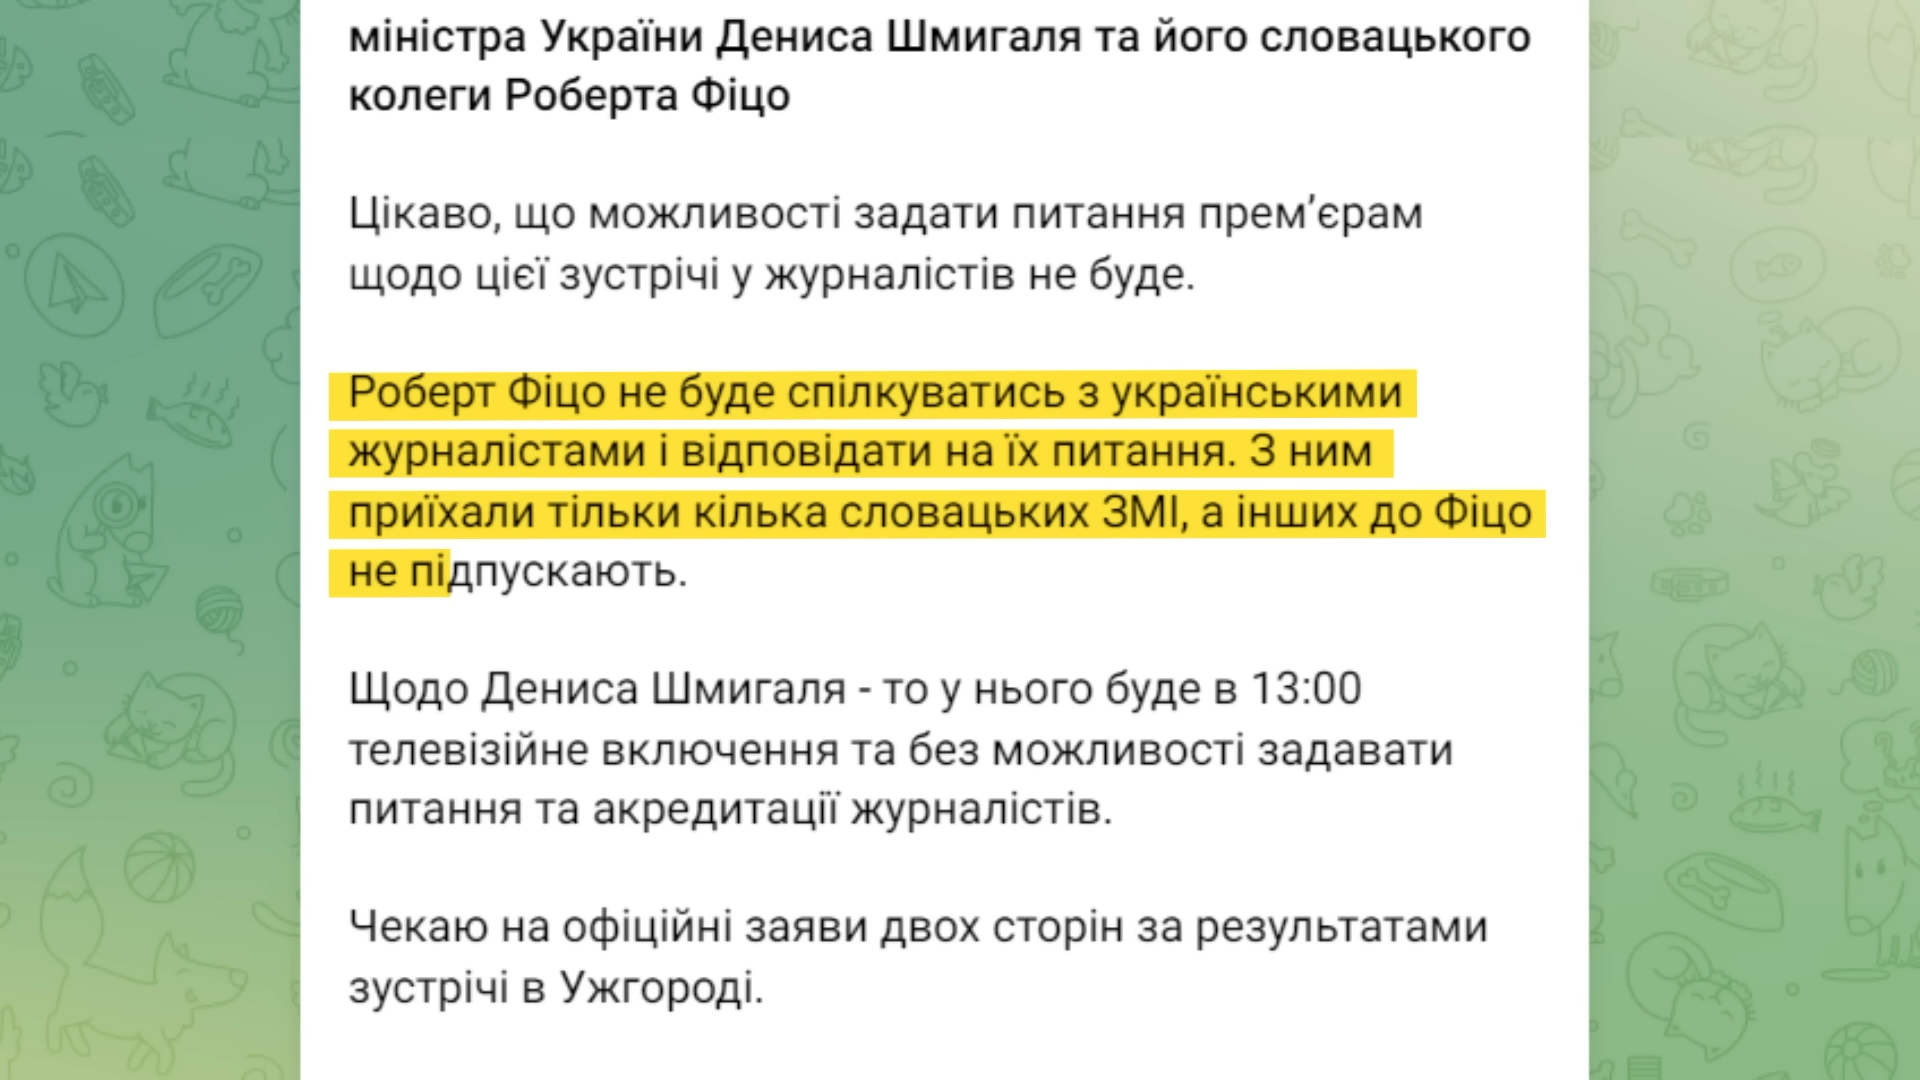 міністра України Дениса Шмигаля та його словацького
колеги Роберта Фіцо
Цікаво, що можливості задати питання прем’єрам
щодо цієї зустрічі у журналістів не буде.
Роберт Фіцо не буде спілкуватись з українськими
журналістами і відповідати на їх питання. З ним
приїхали тільки кілька словацьких ЗМІ, а інших до Фіцо
не підпускають.
Щодо Дениса Шмигаля - то у нього буде в 13:00
телевізійне включення та без можливості задавати
питання та акредитації журналістів.
Чекаю на офіційні заяви двох сторін за результатами
зустрічі в Ужгороді.